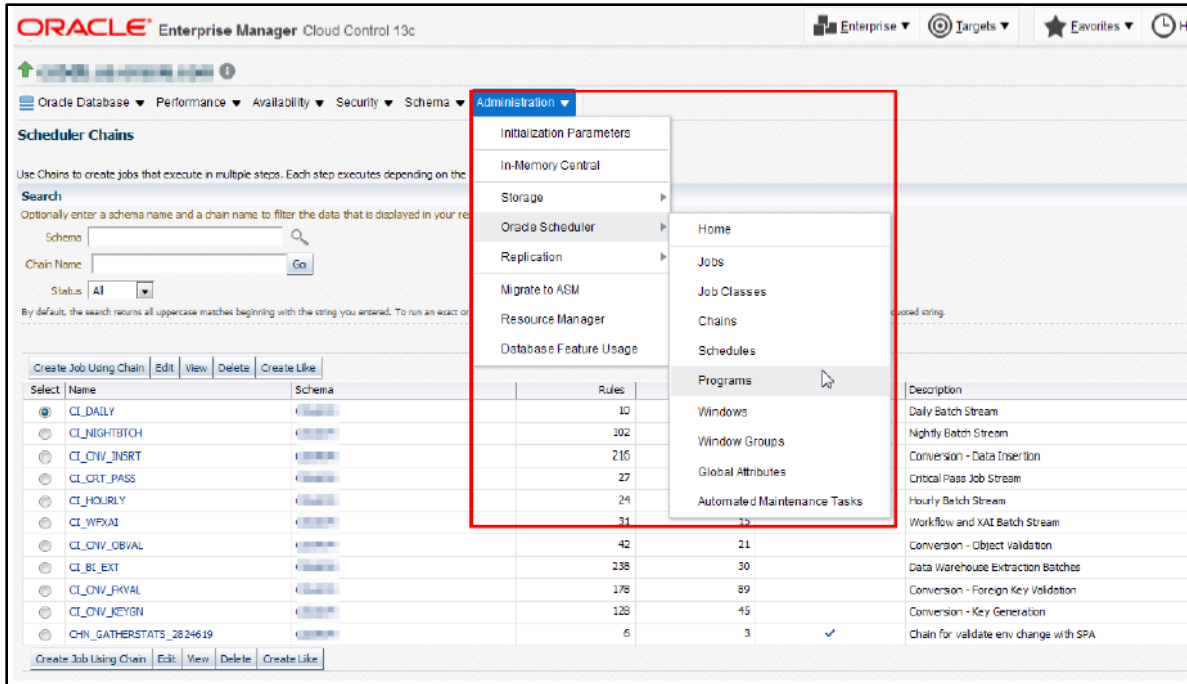 ORACLE Enterprise Manager Cloud Control 13c
Enterprise Targets Favorites
Oracle Database Performance Availability Security Schema Administration
Scheduler Chains
Use Chains to create jobs that execute in multiple steps. Each step executes depending on the
Search
Optionally enter a schema name and a chain name to filter the data that is displayed in your re
Schema
Chain Name Go
Status All
By default, the search returns all uppercase matches beginning with the string you entered. To run an exact or
quoted string.
Initialization Parameters
In-Memory Central
Storage
Oracle Scheduler
Replication
Migrate to ASM
Resource Manager
Database Feature Usage
Home
Jobs
Job Classes
Chains
Schedules
Programs
Windows
Window Groups
Global Attributes
Automated Maintenance Tasks
Create Job Using Chain Edit View Delete Create Like
Select Name Schema Rules Description
CI_DAILY 10 Daily Batch Stream
CI_NIGHTBTCH 102 Nightly Batch Stream
CI_CNV_INSRT 216 Conversion - Data Insertion
CI_CRT_PASS 27 Critical Pass Job Stream
CI_HOURLY 24 Hourly Batch Stream
CI_WFXAI 31 15 Workflow and XAI Batch Stream
CI_CNV_OBVAL 42 21 Conversion - Object Validation
CI_BI_EXT 238 30 Data Warehouse Extraction Batches
CI_CNV_FKVAL 178 89 Conversion - Foreign Key Validation
CI_CNV_KEYGN 128 45 Conversion - Key Generation
CHN_GATHERSTATS_2824619 6 3 Chain for validate env change with SPA
Create Job Using Chain Edit View Delete Create Like